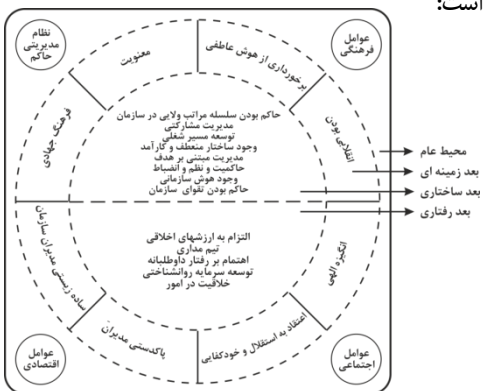 است:
نظام
مدیریتی
حاکم
عوامل
فرهنگی
معنویت
برخورداری از هوش عاطفی
فرهنگ جهادی
انقلابی بودن
حاکم بودن سلسله مراتب ولایی در سازمان
مدیریت مشارکتی
توسعه مسیر شغلی
وجود ساختار منعطف و کارآمد
مدیریت مبتنی بر هدف
حاکمیت و نظم و انضباط
وجود هوش سازمانی
حاکم بودن تقوای سازمان
محیط عام
بعد زمینه ای
بعد ساختاری
بعد رفتاری
التزام به ارزشهای اخلاقی
تیم مداری
اهتمام بر رفتار داوطلبانه
توسعه سرمایه روانشناختی
خلاقیت در امور
ساده زیستی مدیران سازمان
انگیزه الهی
پاکدستی مدیران
اعتقاد به استقلال و خودکفایی
عوامل
اقتصادی
عوامل
اجتماعی